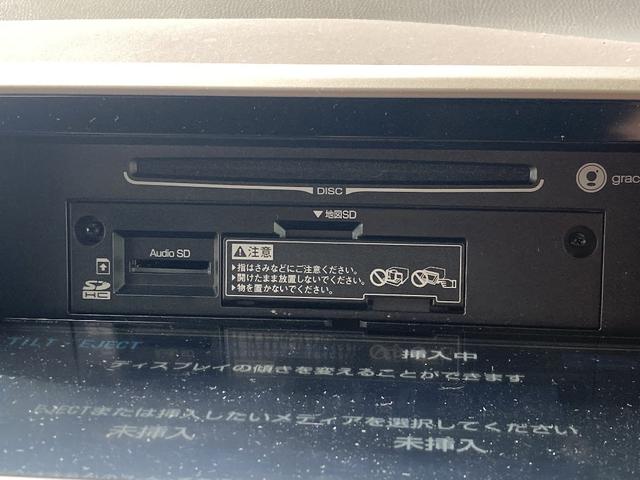 DISC
grac
▼地図SD
Audio SD
⚠注意
▶指はさみなどにご注意ください。
▶開けたまま放置しないでください。
▶物を置かないでください。
SD
HC
TILT・EJECT
挿入中
ディスプレイの傾きを変えることができます
EJECTまたは挿入したいメディアを選択してください
未挿入
未挿入